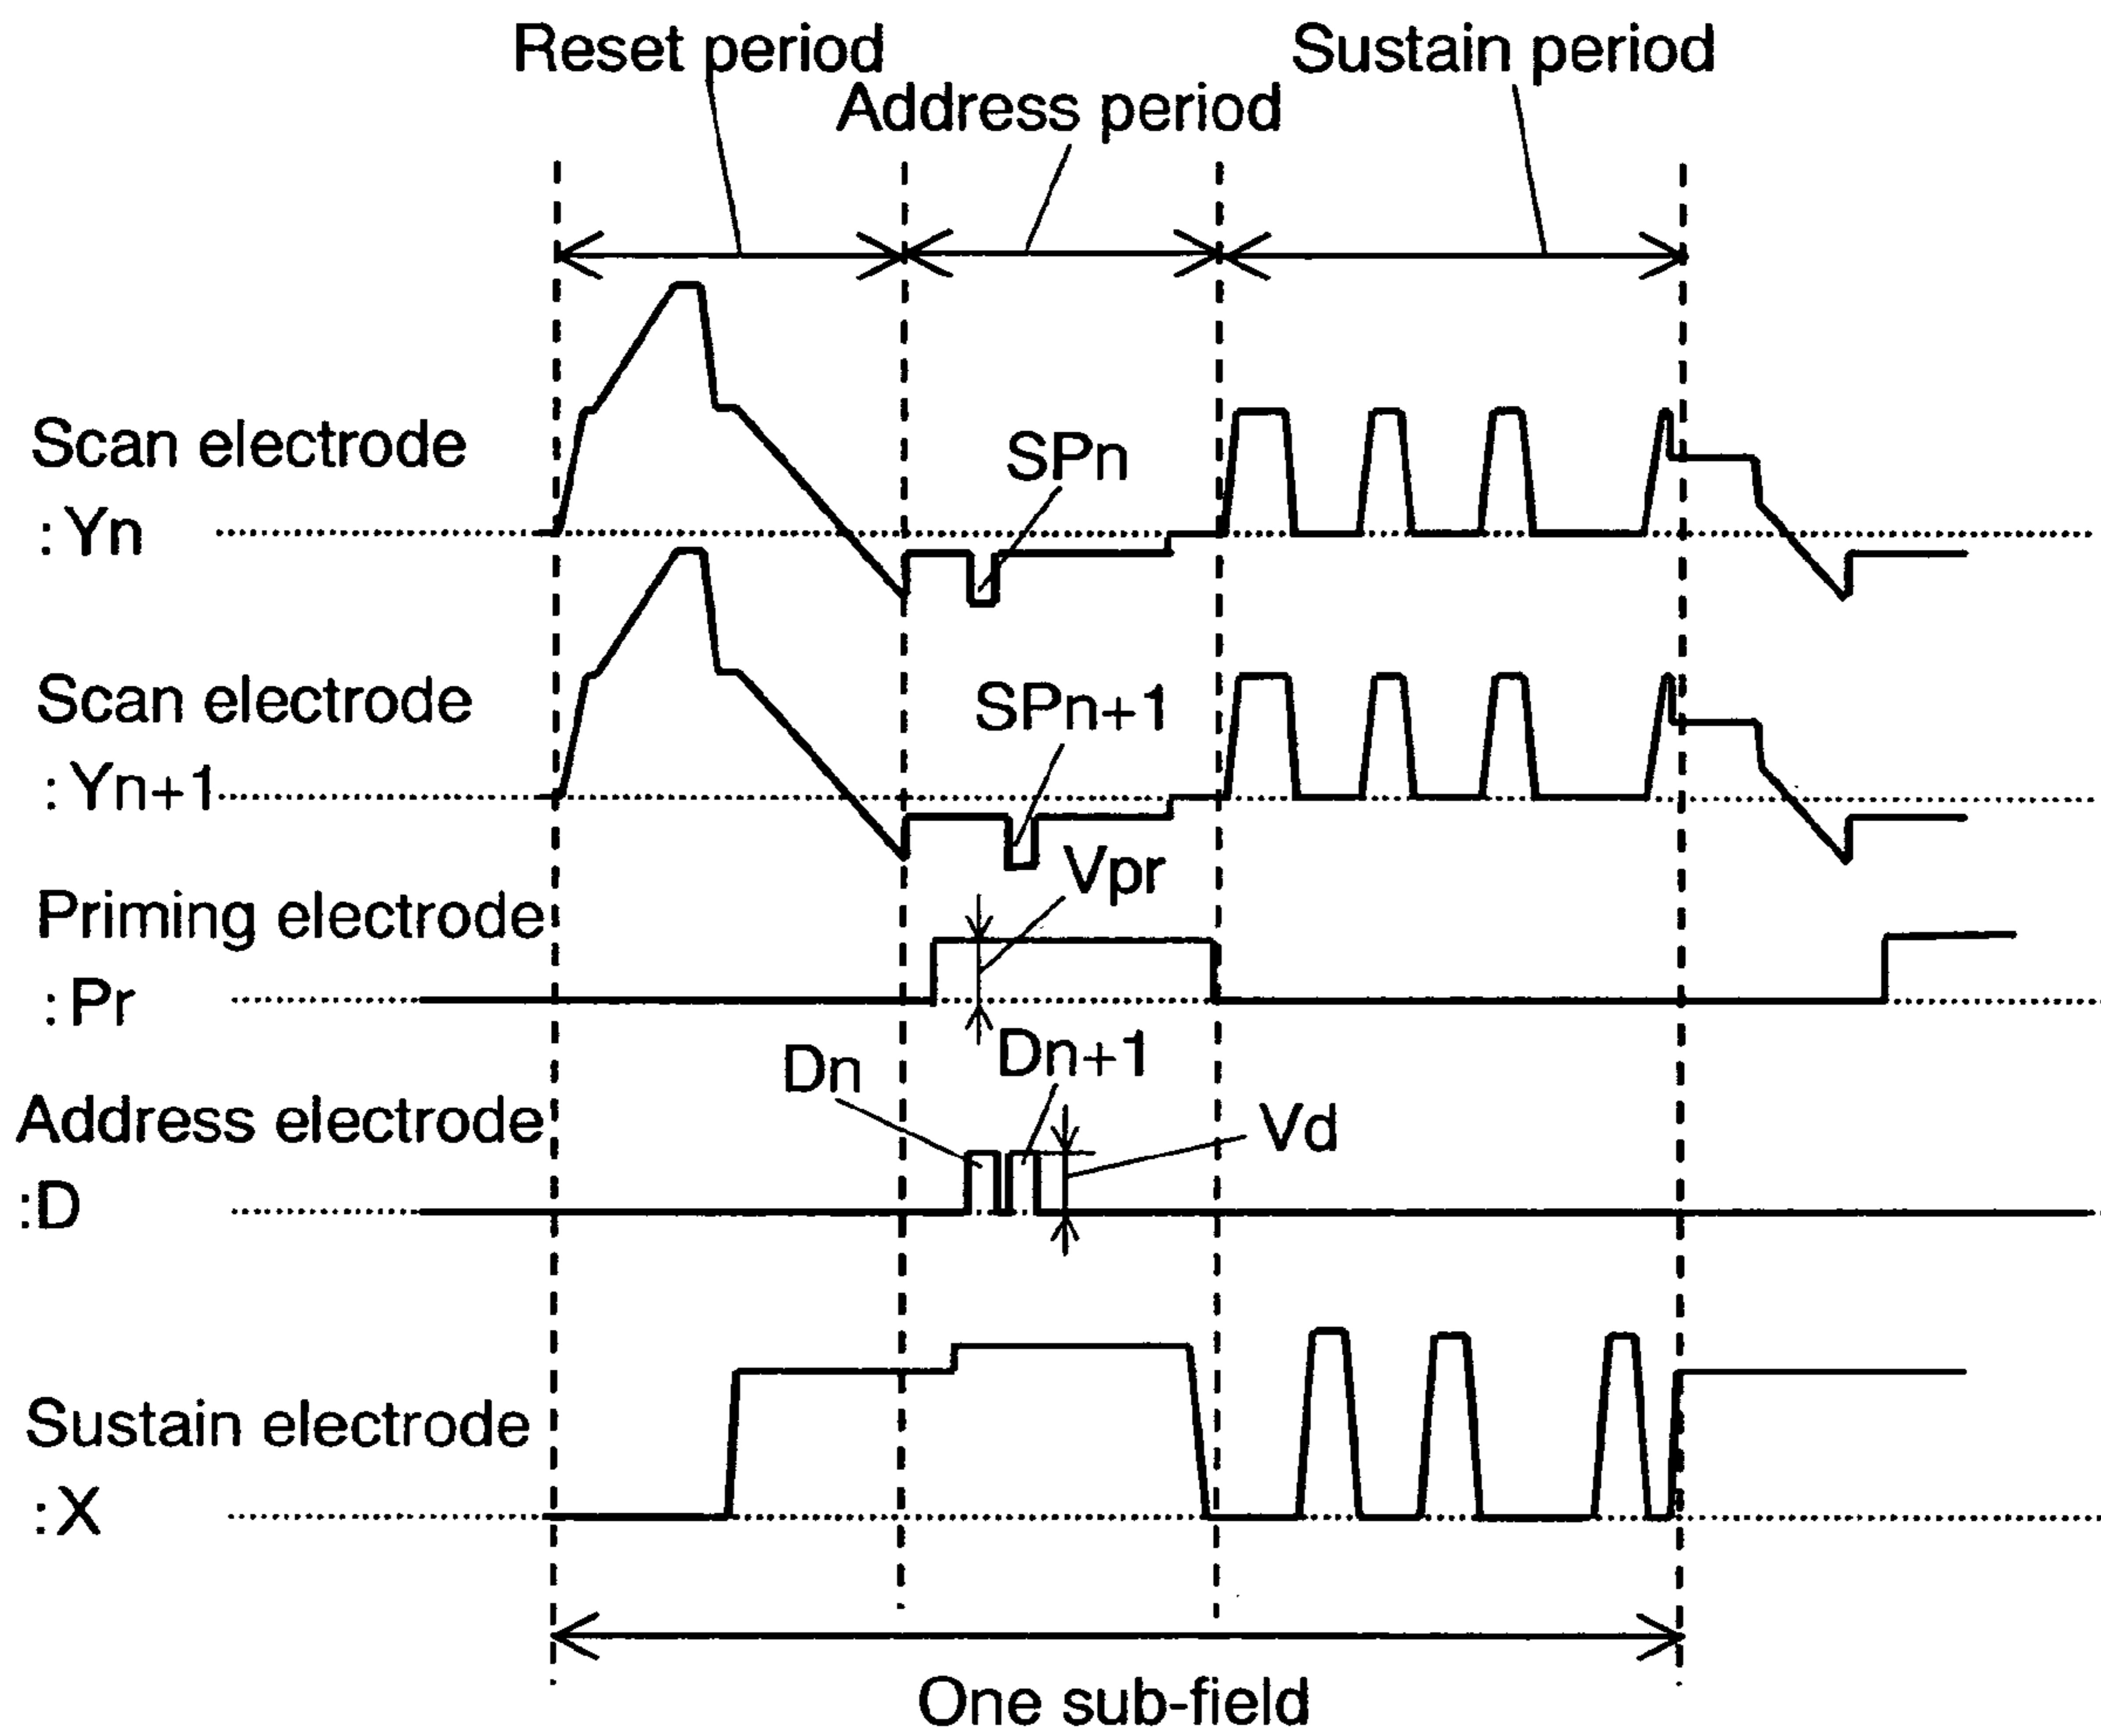 Reset period
Sustain period
Address period
Scan electrode
: Yn
SPn
Scan electrode
: Yn+1
SPn+1
Vpr
Priming electrode
: Pr
Dn
Dn+1
Address electrode
:D
Vd
Sustain electrode
:X
One sub-field